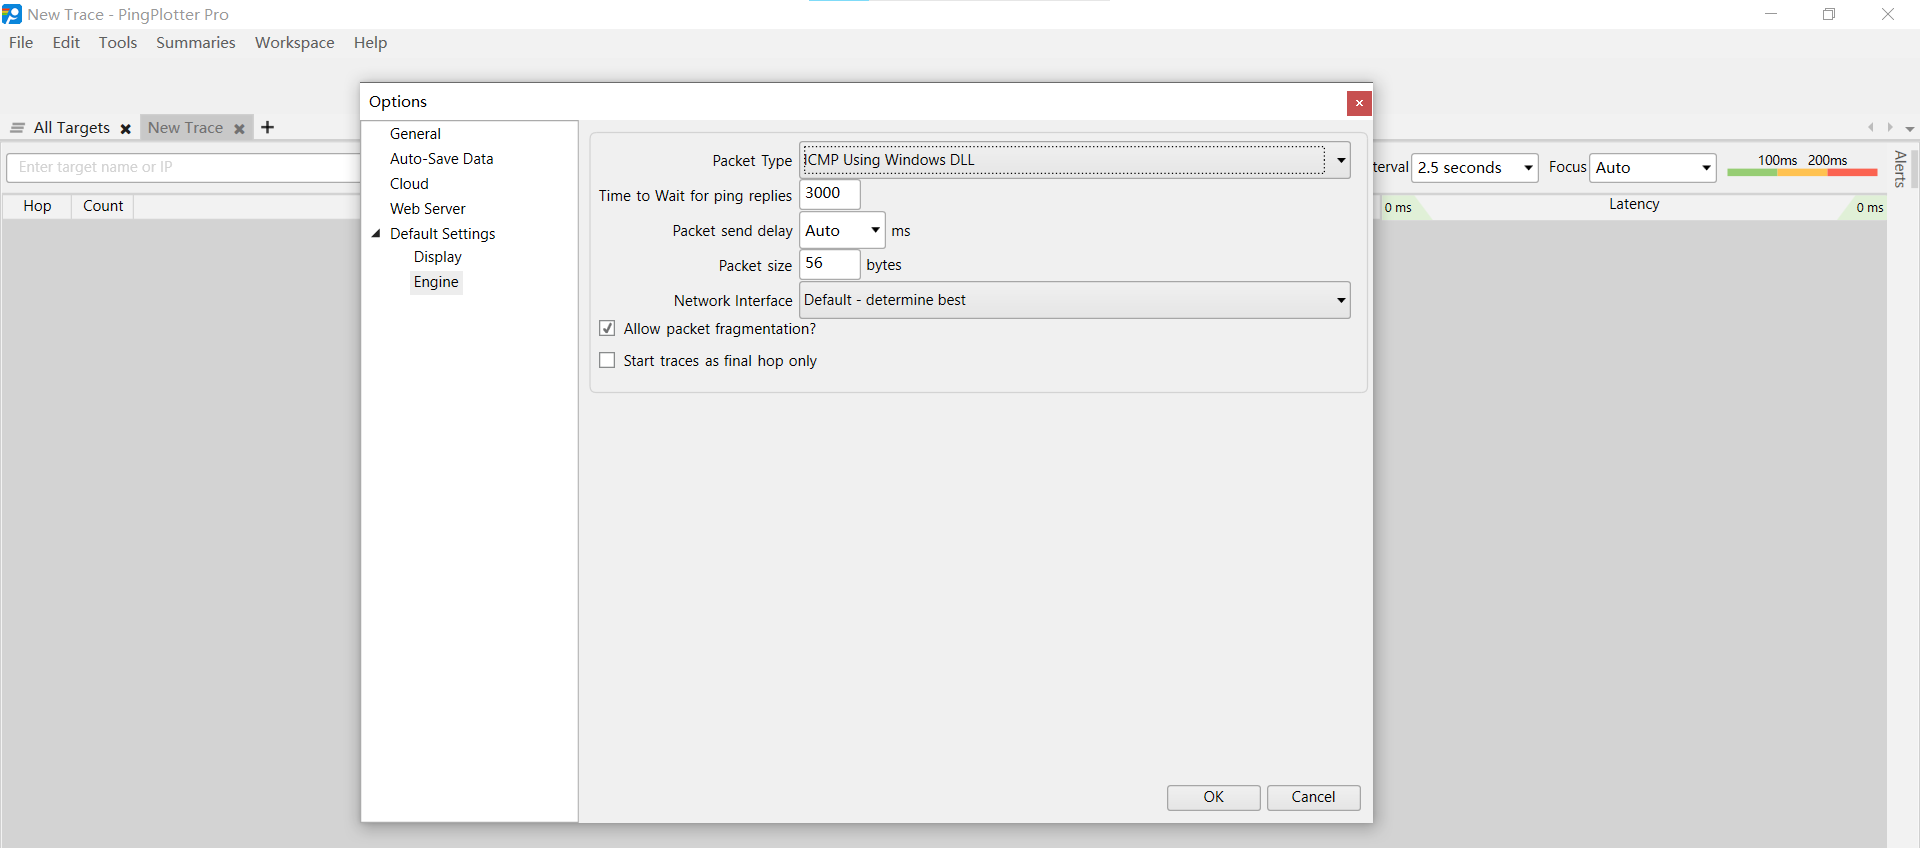 New Trace - PingPlotter Pro
File Edit Tools Summaries Workspace Help
Options
All Targets New Trace
General
Auto-Save Data
Cloud
Web Server
Default Settings
Display
Engine
Packet Type ICMP Using Windows DLL
Time to Wait for ping replies 3000
Packet send delay Auto ms
Packet size 56 bytes
Network Interface Default - determine best
Allow packet fragmentation?
Start traces as final hop only
OK Cancel
Enter target name or IP
terval 2.5 seconds Focus Auto 100ms 200ms
Alerts
Hop Count 0 ms Latency 0 ms